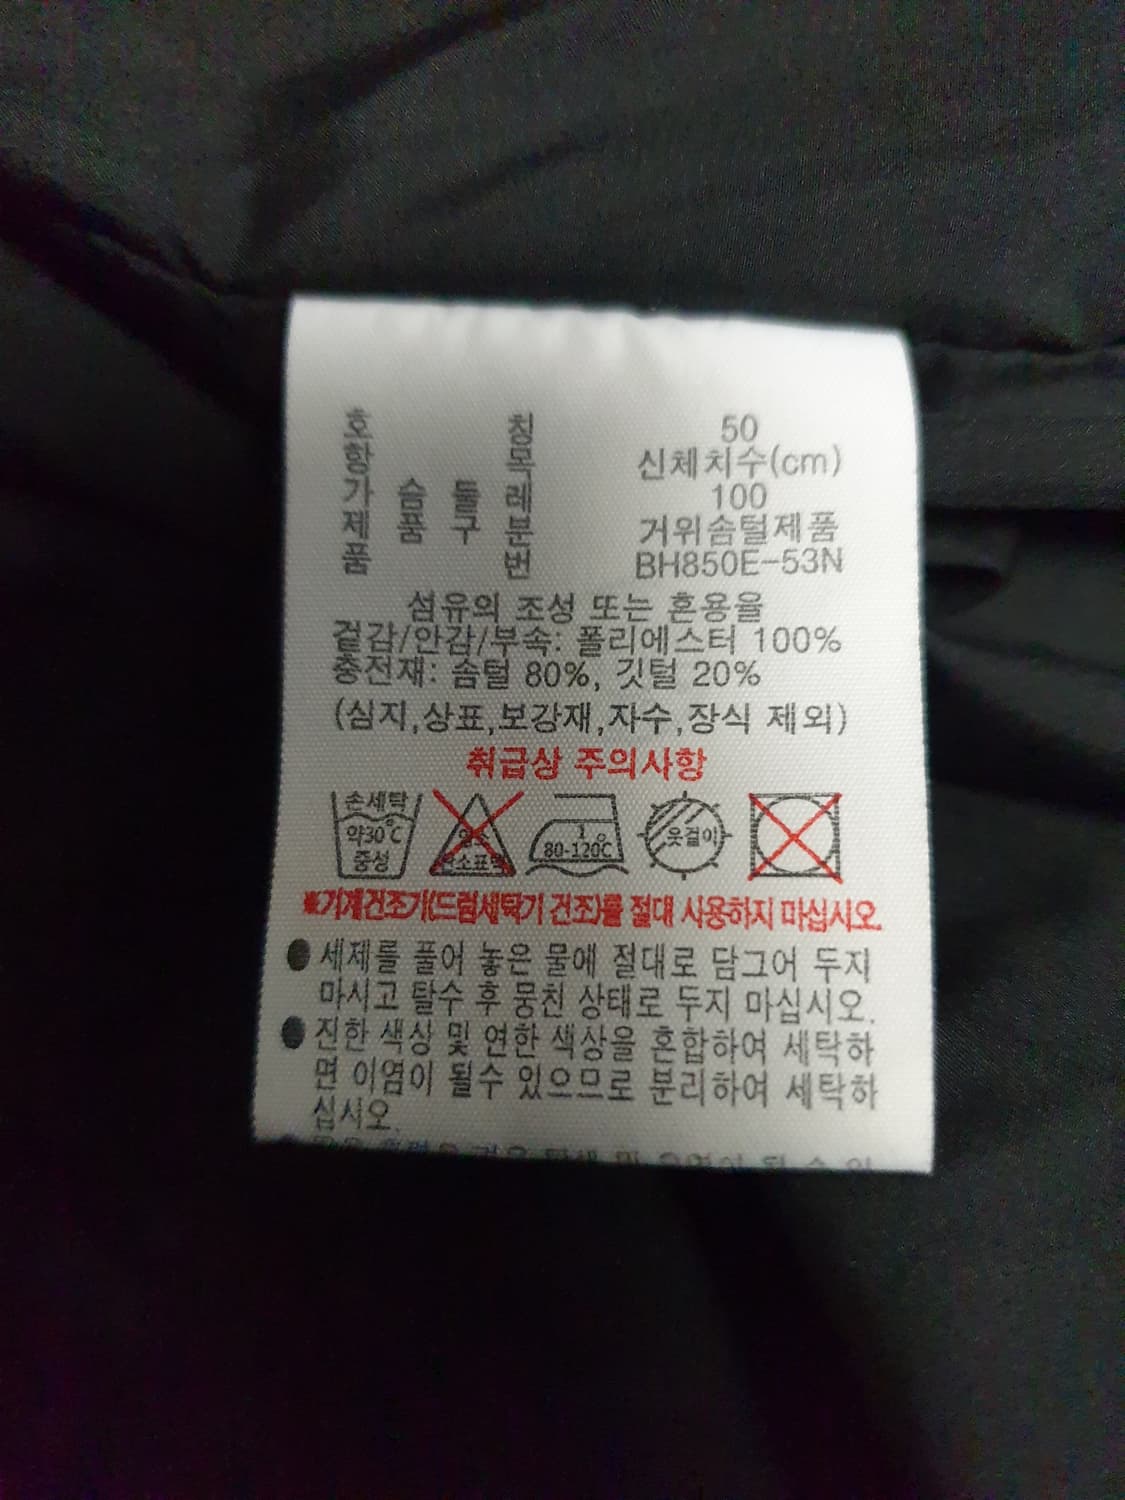 호 칭 50
항 목 신체치수(cm)
가 슴 둘 레 100
제 품 구 분 거위솜털제품
품 번 BH850E-53N
섬유의 조성 또는 혼용율
겉감/안감/부속: 폴리에스터 100%
충전재: 솜털 80%, 깃털 20%
(심지,상표,보강재,자수,장식 제외)
취급상 주의사항
손세탁
약30℃
중성
염소
산소표백
1
80-120℃
옷걸이
※기계건조기(드럼세탁기 건조)를 절대 사용하지 마십시오.
● 세제를 풀어 놓은 물에 절대로 담그어 두지
마시고 탈수 후 뭉친 상태로 두지 마십시오.
● 진한 색상 및 연한 색상을 혼합하여 세탁하
면 이염이 될수 있으므로 분리하여 세탁하
십시오.